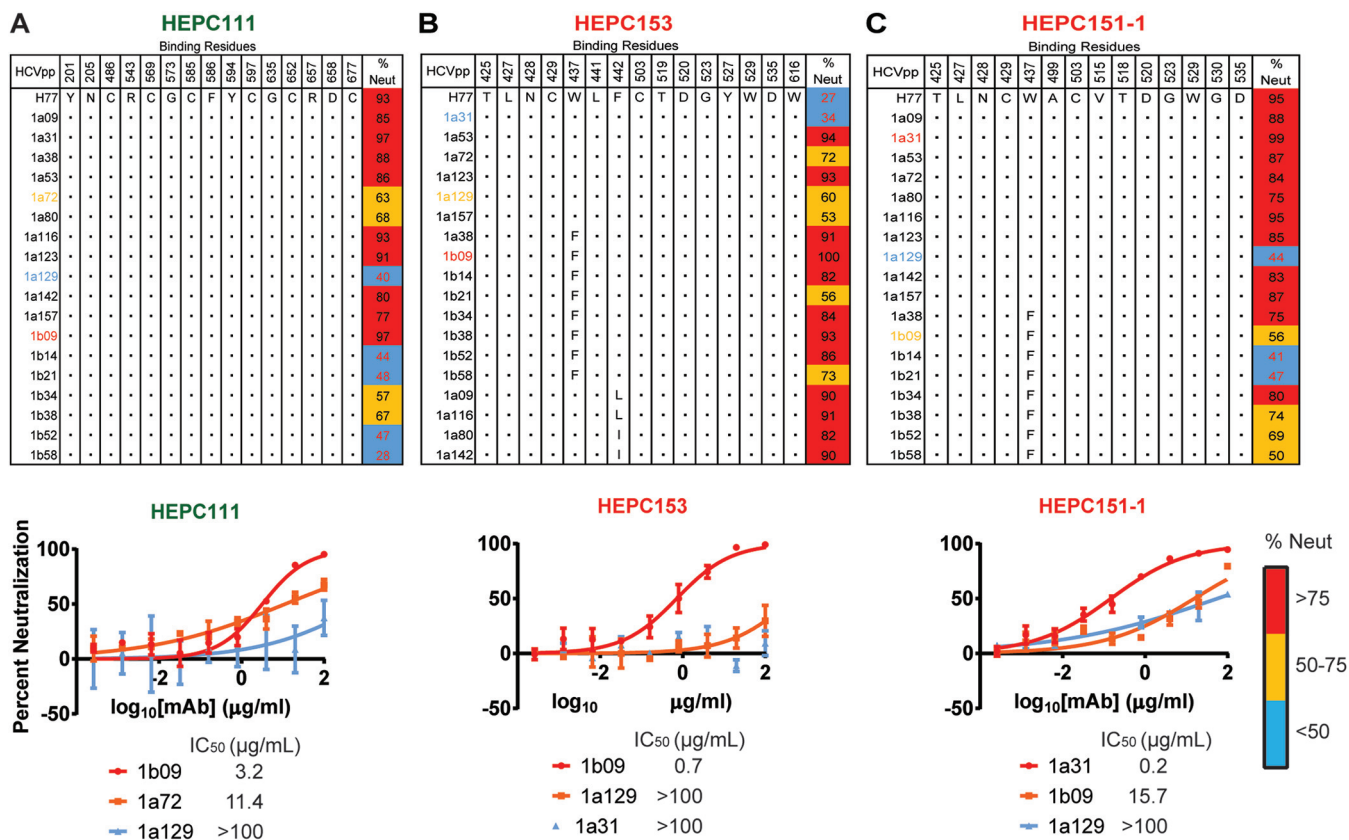 A
HEPC111
Binding Residues
HCVpp 201 205 486 543 569 573 585 586 594 597 635 652 657 658 677 % Neut
H77 Y N C R C G C F Y C G C R D C 93
1a09 . . . . . . . . . . . . . . . 85
1a31 . . . . . . . . . . . . . . . 97
1a38 . . . . . . . . . . . . . . . 88
1a53 . . . . . . . . . . . . . . . 86
1a72 . . . . . . . . . . . . . . . 63
1a80 . . . . . . . . . . . . . . . 68
1a116 . . . . . . . . . . . . . . . 93
1a123 . . . . . . . . . . . . . . . 91
1a129 . . . . . . . . . . . . . . . 40
1a142 . . . . . . . . . . . . . . . 80
1a157 . . . . . . . . . . . . . . . 77
1b09 . . . . . . . . . . . . . . . 97
1b14 . . . . . . . . . . . . . . . 44
1b21 . . . . . . . . . . . . . . . 48
1b34 . . . . . . . . . . . . . . . 57
1b38 . . . . . . . . . . . . . . . 67
1b52 . . . . . . . . . . . . . . . 47
1b58 . . . . . . . . . . . . . . . 28
B
HEPC153
Binding Residues
HCVpp 425 427 428 429 437 441 442 503 519 520 523 527 529 535 616 % Neut
H77 T L N C W L F C T D G Y W D W 27
1a31 . . . . . . . . . . . . . . . 34
1a53 . . . . . . . . . . . . . . . 94
1a72 . . . . . . . . . . . . . . . 72
1a123 . . . . . . . . . . . . . . . 93
1a129 . . . . . . . . . . . . . . . 60
1a157 . . . . . . . . . . . . . . . 53
1a38 . . . . F . . . . . . . . . . 91
1b09 . . . . F . . . . . . . . . . 100
1b14 . . . . F . . . . . . . . . . 82
1b21 . . . . F . . . . . . . . . . 56
1b34 . . . . F . . . . . . . . . . 84
1b38 . . . . F . . . . . . . . . . 93
1b52 . . . . F . . . . . . . . . . 86
1b58 . . . . F . . . . . . . . . . 73
1a09 . . . . . . L . . . . . . . . 90
1a116 . . . . . . L . . . . . . . . 91
1a80 . . . . . . I . . . . . . . . 82
1a142 . . . . . . I . . . . . . . . 90
C
HEPC151-1
Binding Residues
HCVpp 425 427 428 429 437 499 503 515 518 520 523 529 530 535 % Neut
H77 T L N C W A C V T D G W G D 95
1a09 . . . . . . . . . . . . . . 88
1a31 . . . . . . . . . . . . . . 99
1a53 . . . . . . . . . . . . . . 87
1a72 . . . . . . . . . . . . . . 84
1a80 . . . . . . . . . . . . . . 75
1a116 . . . . . . . . . . . . . . 95
1a123 . . . . . . . . . . . . . . 85
1a129 . . . . . . . . . . . . . . 44
1a142 . . . . . . . . . . . . . . 83
1a157 . . . . . . . . . . . . . . 87
1a38 . . . . F . . . . . . . . . 75
1b09 . . . . F . . . . . . . . . 56
1b14 . . . . F . . . . . . . . . 41
1b21 . . . . F . . . . . . . . . 47
1b34 . . . . F . . . . . . . . . 80
1b38 . . . . F . . . . . . . . . 74
1b52 . . . . F . . . . . . . . . 69
1b58 . . . . F . . . . . . . . . 50
HEPC111
Percent Neutralization
100
50
0
-50
-2 0 2
log10[mAb] (µg/ml)
IC50 (µg/mL)
1b09 3.2
1a72 11.4
1a129 >100
HEPC153
100
50
0
-50
-2 0 2
log10 µg/ml
IC50 (µg/mL)
1b09 0.7
1a129 >100
1a31 >100
HEPC151-1
100
50
0
-50
-2 0 2
log10[mAb] (µg/ml)
IC50 (µg/mL)
1a31 0.2
1b09 15.7
1a129 >100
% Neut
>75
50-75
<50